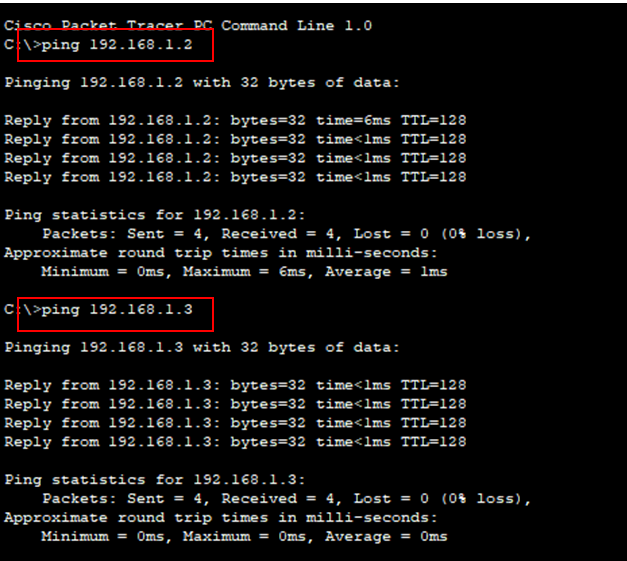 Cisco Packet Tracer PC Command Line 1.0
C:\>ping 192.168.1.2
Pinging 192.168.1.2 with 32 bytes of data:
Reply from 192.168.1.2: bytes=32 time=6ms TTL=128
Reply from 192.168.1.2: bytes=32 time<1ms TTL=128
Reply from 192.168.1.2: bytes=32 time<1ms TTL=128
Reply from 192.168.1.2: bytes=32 time<1ms TTL=128
Ping statistics for 192.168.1.2:
Packets: Sent = 4, Received = 4, Lost = 0 (0% loss),
Approximate round trip times in milli-seconds:
Minimum = 0ms, Maximum = 6ms, Average = 1ms
C:\>ping 192.168.1.3
Pinging 192.168.1.3 with 32 bytes of data:
Reply from 192.168.1.3: bytes=32 time<1ms TTL=128
Reply from 192.168.1.3: bytes=32 time<1ms TTL=128
Reply from 192.168.1.3: bytes=32 time<1ms TTL=128
Reply from 192.168.1.3: bytes=32 time<1ms TTL=128
Ping statistics for 192.168.1.3:
Packets: Sent = 4, Received = 4, Lost = 0 (0% loss),
Approximate round trip times in milli-seconds:
Minimum = 0ms, Maximum = 0ms, Average = 0ms